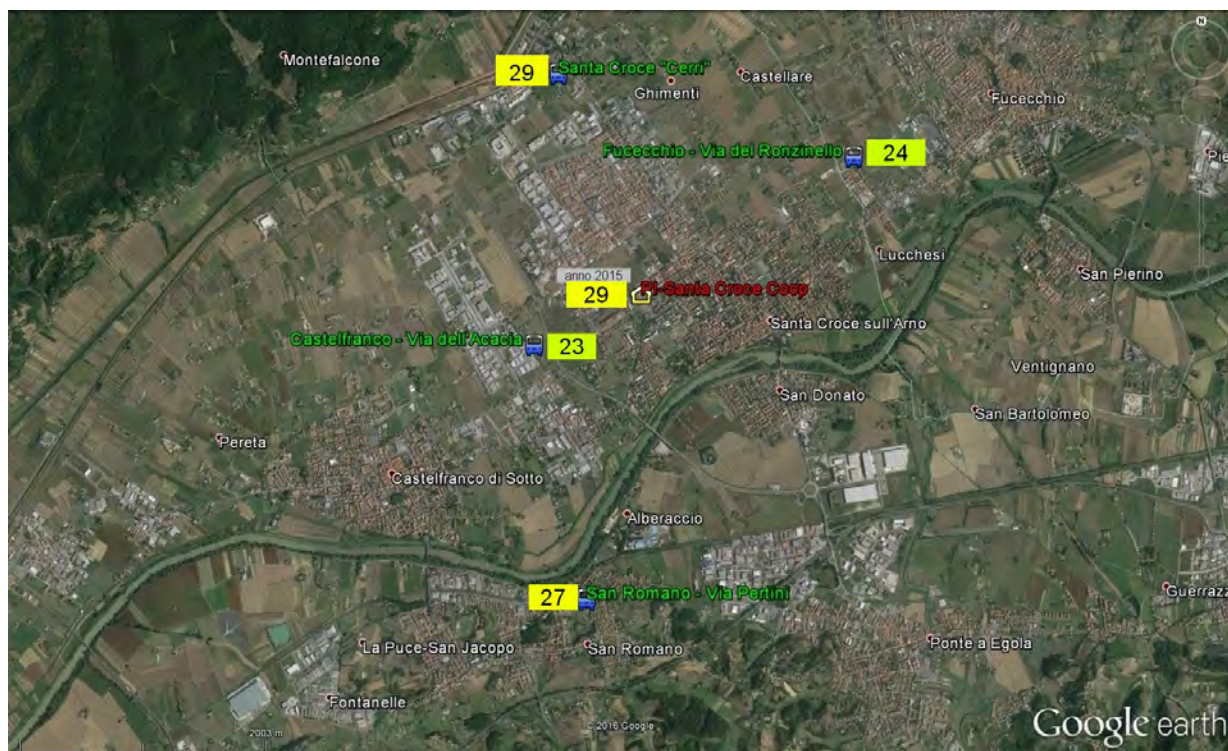 N
Montefalcone
29
Santa Croce "Cerri"
Ghimenti
Castellare
Fucecchio
Fucecchio - Via del Ronzinello
24
Pie
Lucchesi
San Pierino
anno 2015
29
PI-Santa Croce Coop
Santa Croce sull'Arno
Castelfranco - Via dell'Acacia
23
Ventignano
San Donato
San Bartolomeo
Pereta
Castelfranco di Sotto
Alberaccio
27
San Romano - Via Pertini
Guerrazz
La Puce-San Jacopo
San Romano
Ponte a Egola
Fontanelle
© 2016 Google
2003 m
Google earth